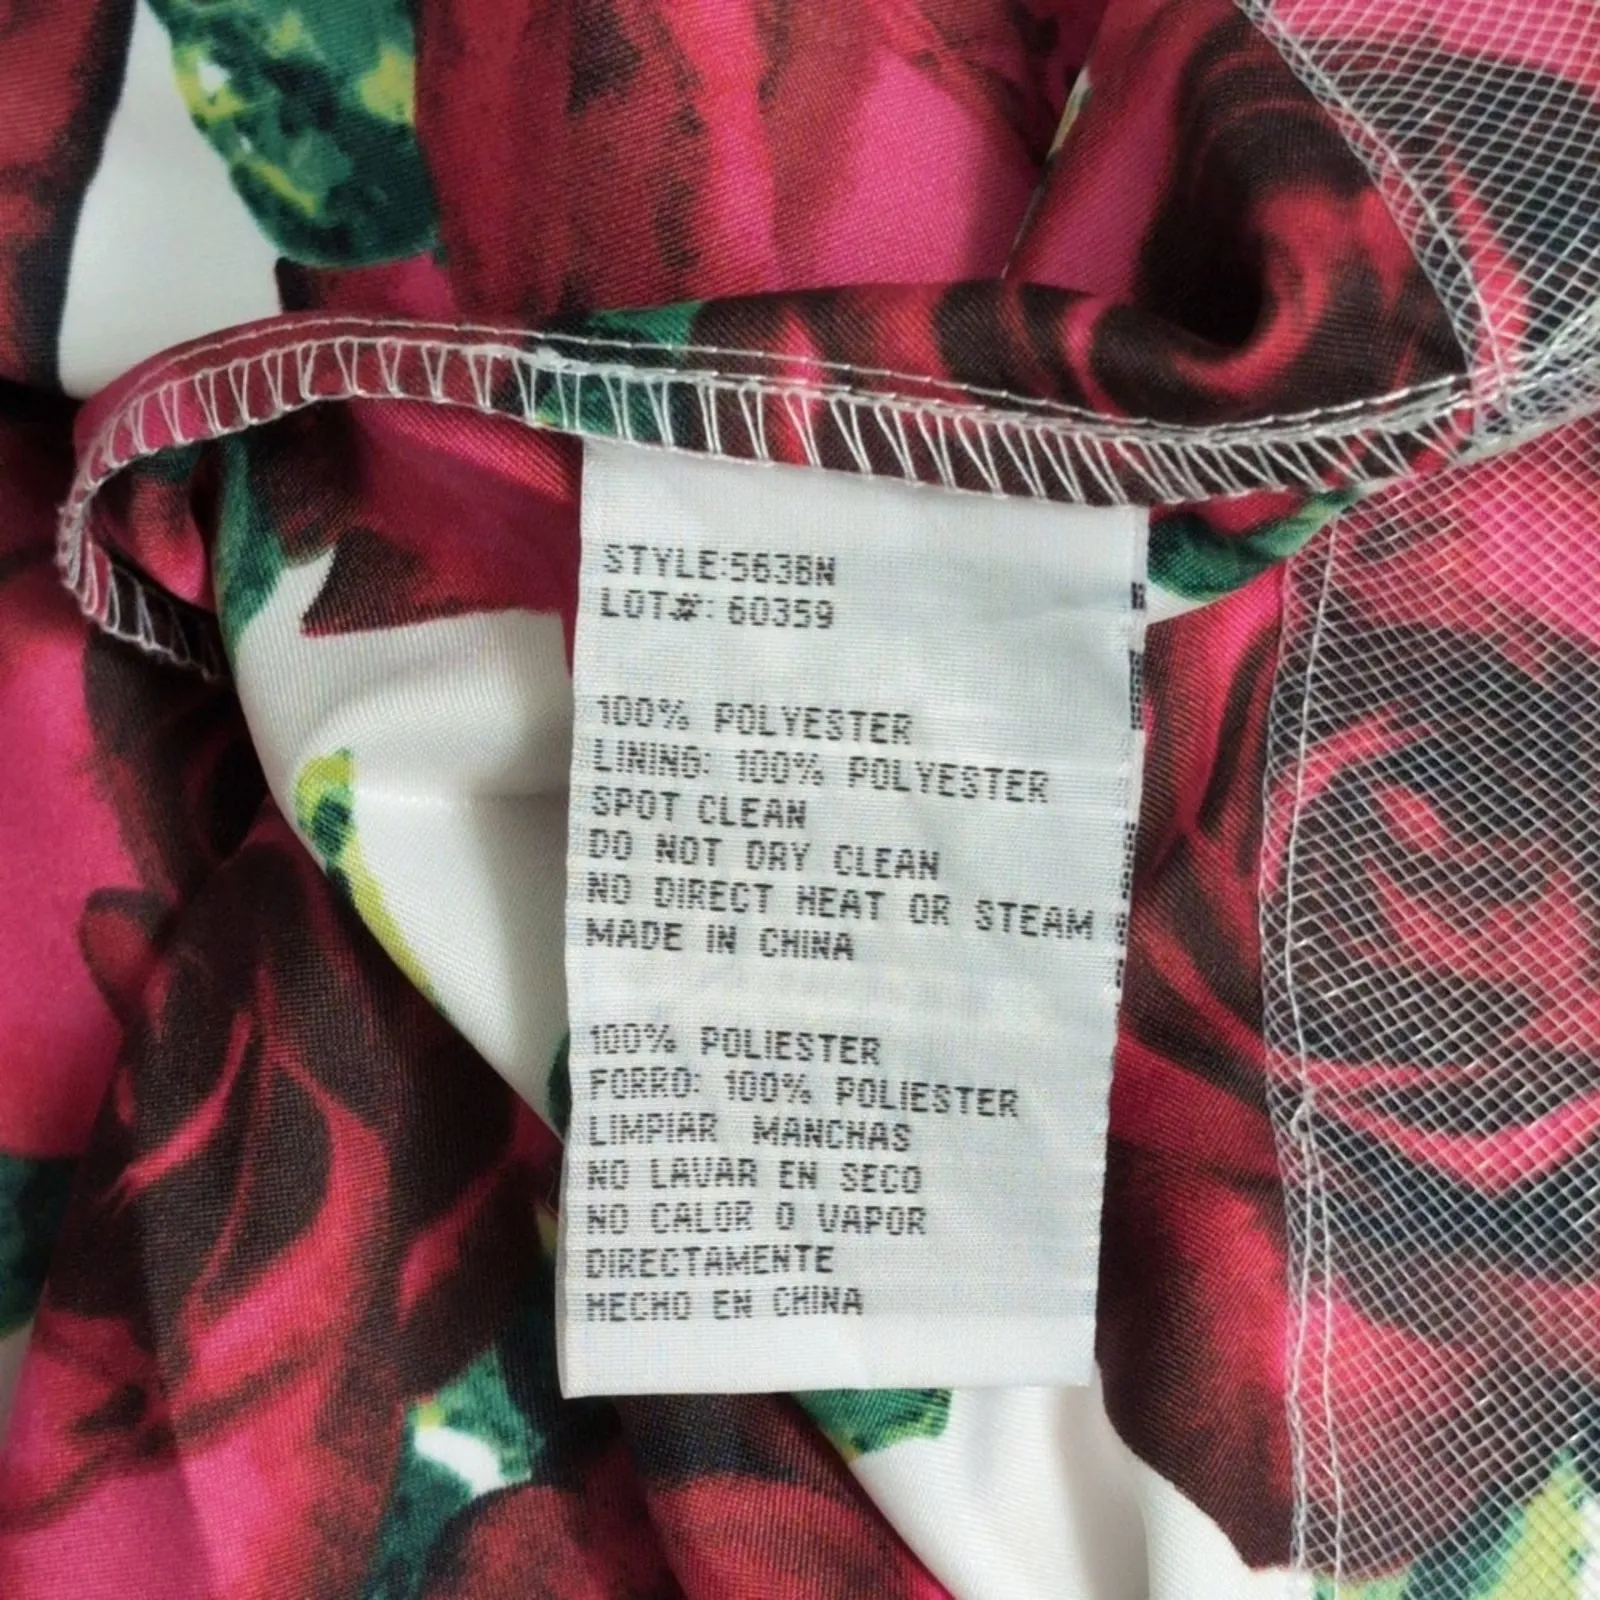 STYLE:5638N
LOT#: 60359
100% POLYESTER
LINING: 100% POLYESTER
SPOT CLEAN
DO NOT DRY CLEAN
NO DIRECT HEAT OR STEAM
MADE IN CHINA
100% POLIESTER
FORRO: 100% POLIESTER
LIMPIAR MANCHAS
NO LAVAR EN SECO
NO CALOR O VAPOR
DIRECTAMENTE
HECHO EN CHINA